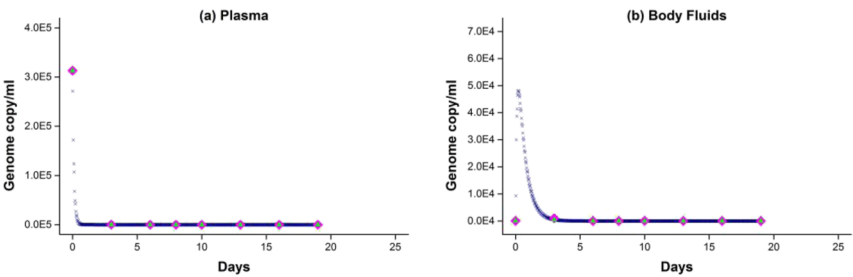 (a) Plasma
4.0E5
3.0E5
2.0E5
1.0E5
0.0E5
Genome copy/ml
0 5 10 15 20 25
Days
(b) Body Fluids
7.0E4
6.0E4
5.0E4
4.0E4
3.0E4
2.0E4
1.0E4
0.0E4
Genome copy/ml
0 5 10 15 20 25
Days